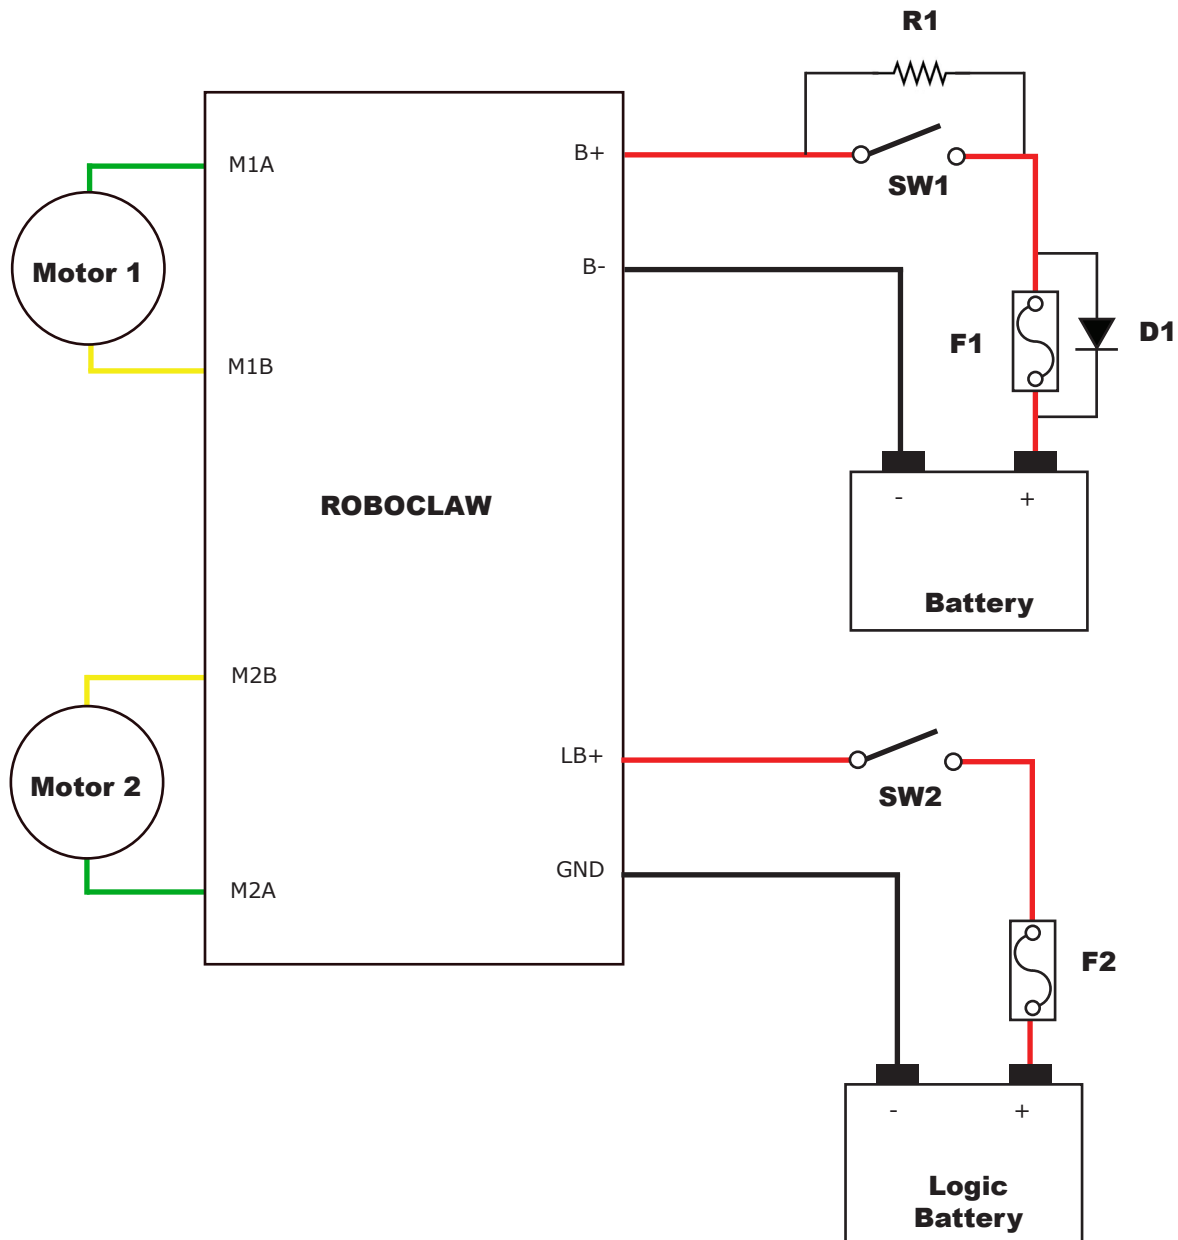 R1
M1A
B+
SW1
B-
Motor 1
D1
F1
M1B
- +
ROBOCLAW
Battery
M2B
LB+
Motor 2
SW2
GND
M2A
F2
- +
Logic
Battery